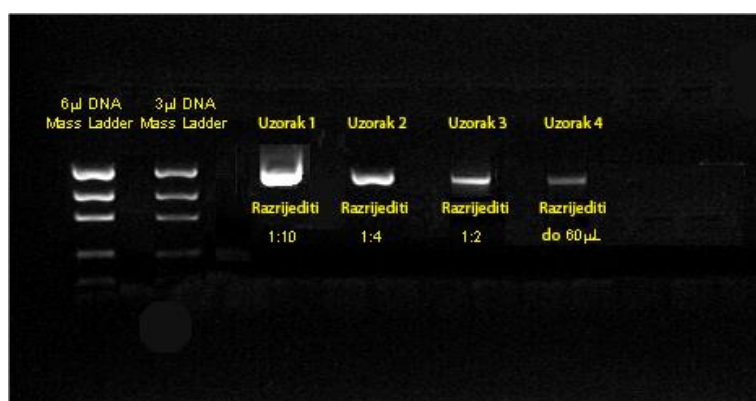 6µl DNA
Mass Ladder
3µl DNA
Mass Ladder
Uzorak 1
Uzorak 2
Uzorak 3
Uzorak 4
Razrijediti
1:10
Razrijediti
1:4
Razrijediti
1:2
Razrijediti
do 60µL